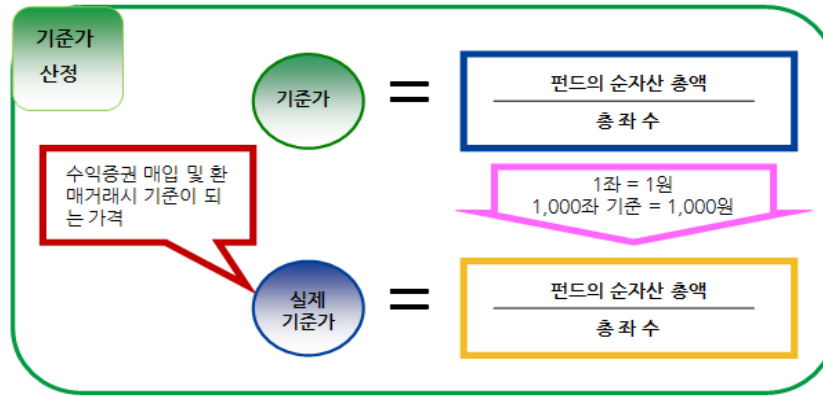 기준가
산정
기준가
=
펀드의 순자산 총액
총 좌 수
수익증권 매입 및 환
매거래시 기준이 되
는 가격
1좌 = 1원
1,000좌 기준 = 1,000원
실제
기준가
=
펀드의 순자산 총액
총 좌 수